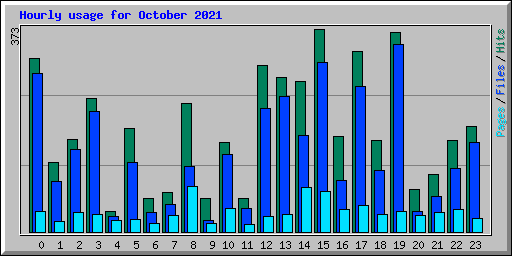 Hourly usage for October 2021
373
Pages/Files/Hits
0 1 2 3 4 5 6 7 8 9 10 11 12 13 14 15 16 17 18 19 20 21 22 23